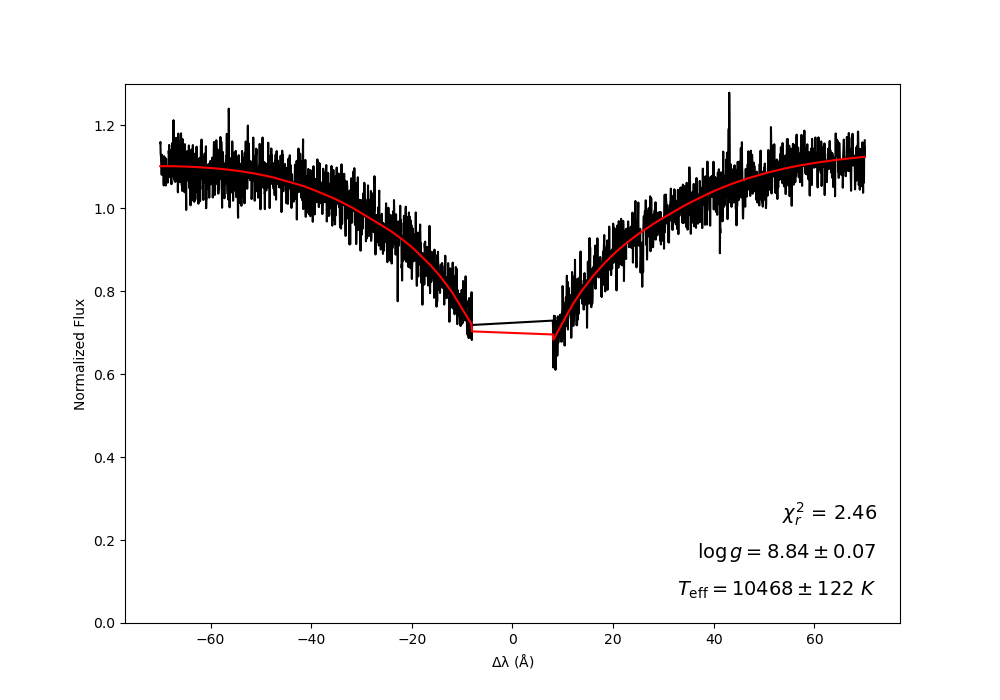 1.2
1.0
0.8
0.6
0.4
0.2
0.0
Normalized Flux
χ²ᵣ = 2.46
log g = 8.84 ± 0.07
T_eff = 10468 ± 122 K
−60 −40 −20 0 20 40 60
Δλ (Å)